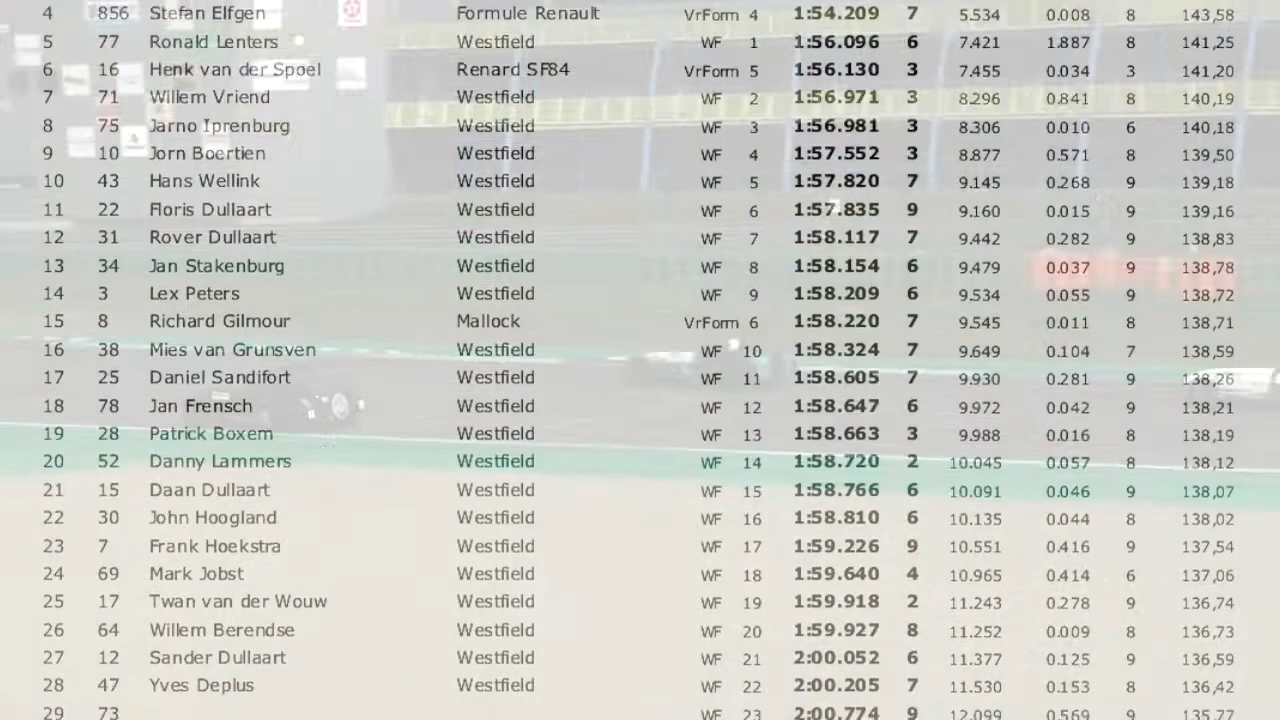 4 856 Stefan Elfgen Formule Renault VrForm 4 1:54.209 7 5.534 0.008 8 143,58
5 77 Ronald Lenters Westfield WF 1 1:56.096 6 7.421 1.887 8 141,25
6 16 Henk van der Spoel Renard SF84 VrForm 5 1:56.130 3 7.455 0.034 3 141,20
7 71 Willem Vriend Westfield WF 2 1:56.971 3 8.296 0.841 8 140,19
8 75 Jarno Iprenburg Westfield WF 3 1:56.981 3 8.306 0.010 6 140,18
9 10 Jorn Boertien Westfield WF 4 1:57.552 3 8.877 0.571 8 139,50
10 43 Hans Wellink Westfield WF 5 1:57.820 7 9.145 0.268 9 139,18
11 22 Floris Dullaart Westfield WF 6 1:57.835 9 9.160 0.015 9 139,16
12 31 Rover Dullaart Westfield WF 7 1:58.117 7 9.442 0.282 9 138,83
13 34 Jan Stakenburg Westfield WF 8 1:58.154 6 9.479 0.037 9 138,78
14 3 Lex Peters Westfield WF 9 1:58.209 6 9.534 0.055 9 138,72
15 8 Richard Gilmour Mallock VrForm 6 1:58.220 7 9.545 0.011 8 138,71
16 38 Mies van Grunsven Westfield WF 10 1:58.324 7 9.649 0.104 7 138,59
17 25 Daniel Sandifort Westfield WF 11 1:58.605 7 9.930 0.281 9 138,26
18 78 Jan Frensch Westfield WF 12 1:58.647 6 9.972 0.042 9 138,21
19 28 Patrick Boxem Westfield WF 13 1:58.663 3 9.988 0.016 8 138,19
20 52 Danny Lammers Westfield WF 14 1:58.720 2 10.045 0.057 8 138,12
21 15 Daan Dullaart Westfield WF 15 1:58.766 6 10.091 0.046 9 138,07
22 30 John Hoogland Westfield WF 16 1:58.810 6 10.135 0.044 8 138,02
23 7 Frank Hoekstra Westfield WF 17 1:59.226 9 10.551 0.416 9 137,54
24 69 Mark Jobst Westfield WF 18 1:59.640 4 10.965 0.414 6 137,06
25 17 Twan van der Wouw Westfield WF 19 1:59.918 2 11.243 0.278 9 136,74
26 64 Willem Berendse Westfield WF 20 1:59.927 8 11.252 0.009 8 136,73
27 12 Sander Dullaart Westfield WF 21 2:00.052 6 11.377 0.125 9 136,59
28 47 Yves Deplus Westfield WF 22 2:00.205 7 11.530 0.153 8 136,42
29 73 WF 23 2:00.774 9 12.099 0.569 9 135,77